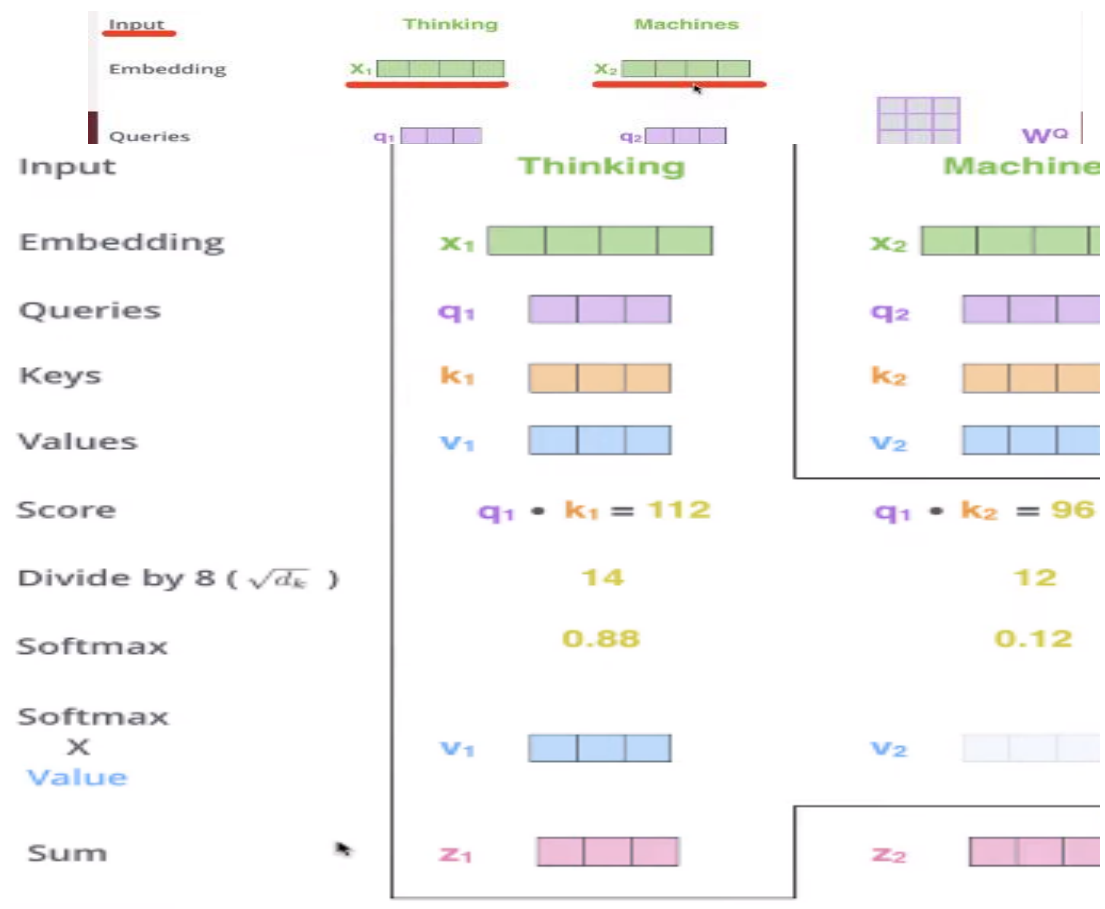 Input Thinking Machines
Embedding X₁ X₂
Queries q₁ q₂ WQ
Input Thinking Machine
Embedding X₁ X₂
Queries q₁ q₂
Keys k₁ k₂
Values V₁ V₂
Score q₁ • k₁ = 112 q₁ • k₂ = 96
Divide by 8 ( √dₖ ) 14 12
Softmax 0.88 0.12
Softmax
X V₁ V₂
Value
Sum Z₁ Z₂